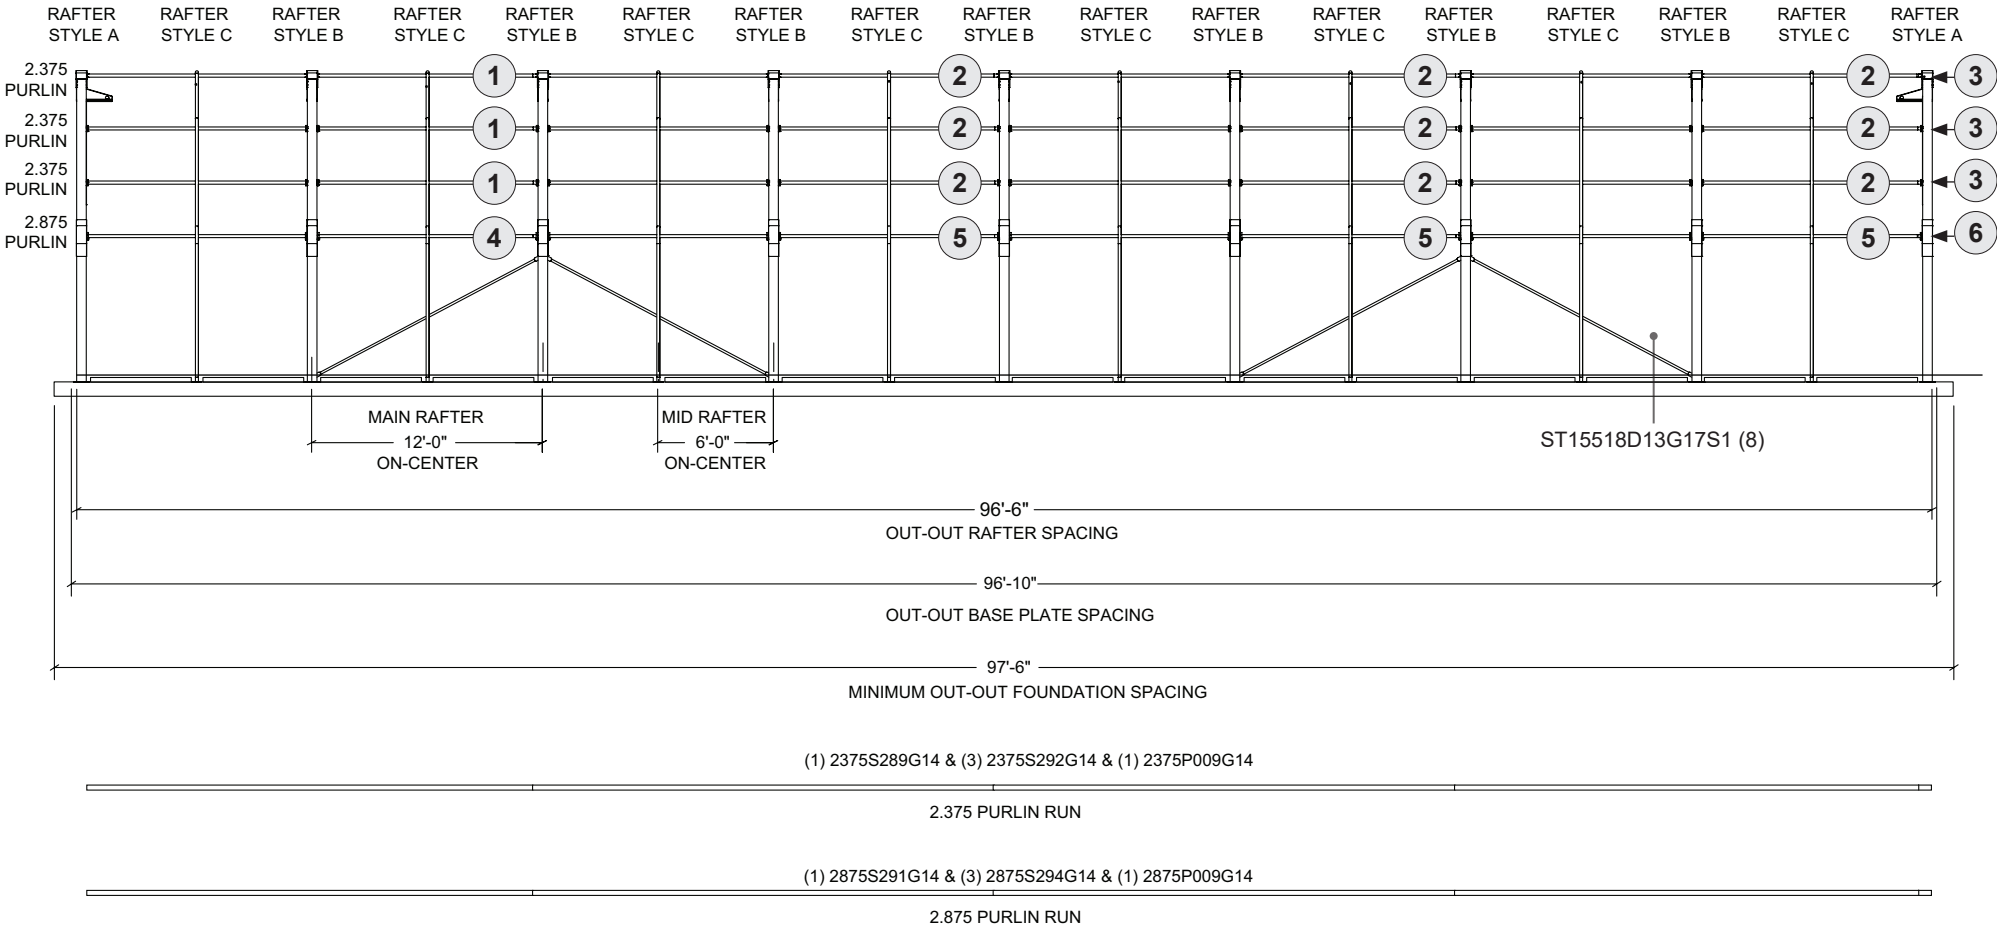 RAFTER STYLE A
RAFTER STYLE C
RAFTER STYLE B
RAFTER STYLE C
RAFTER STYLE B
RAFTER STYLE C
RAFTER STYLE B
RAFTER STYLE C
RAFTER STYLE B
RAFTER STYLE C
RAFTER STYLE B
RAFTER STYLE C
RAFTER STYLE B
RAFTER STYLE C
RAFTER STYLE B
RAFTER STYLE C
RAFTER STYLE A
2.375
PURLIN
1 2 2 2 3
2.375
PURLIN
1 2 2 2 3
2.375
PURLIN
1 2 2 2 3
2.875
PURLIN
4 5 5 5 6
MAIN RAFTER
12'-0"
ON-CENTER
MID RAFTER
6'-0"
ON-CENTER
ST15518D13G17S1 (8)
96'-6"
OUT-OUT RAFTER SPACING
96'-10"
OUT-OUT BASE PLATE SPACING
97'-6"
MINIMUM OUT-OUT FOUNDATION SPACING
(1) 2375S289G14 & (3) 2375S292G14 & (1) 2375P009G14
2.375 PURLIN RUN
(1) 2875S291G14 & (3) 2875S294G14 & (1) 2875P009G14
2.875 PURLIN RUN